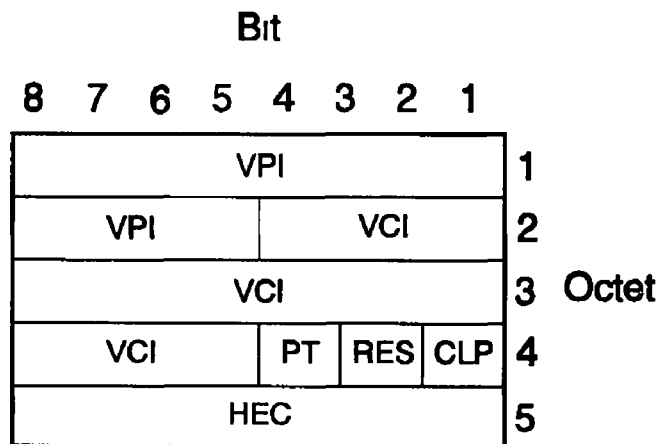 Bit
8 7 6 5 4 3 2 1
VPI 1
VPI VCI 2
VCI 3 Octet
VCI PT RES CLP 4
HEC 5